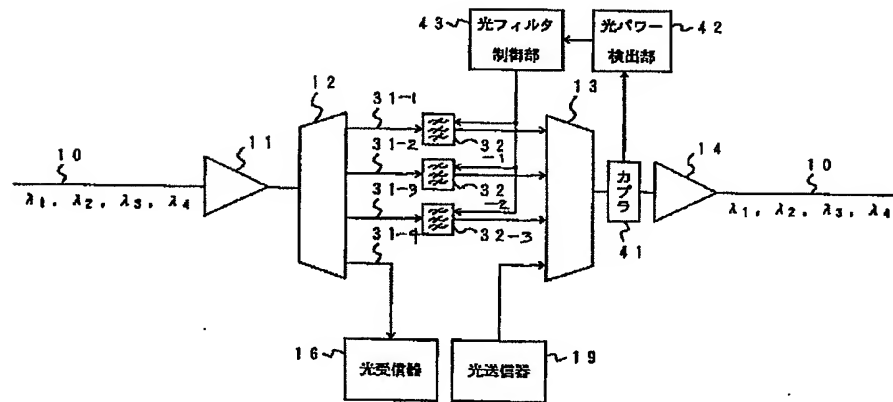 43 光フィルタ 制御部
光パワー 検出部 42
12
31-1
13
11
31-2
32-1
14
10
10
31-3
32-2
カプラ
λ1, λ2, λ3, λ4
λ1, λ2, λ3, λ4
31-4
32-3
41
16 光受信器
光送信器 19